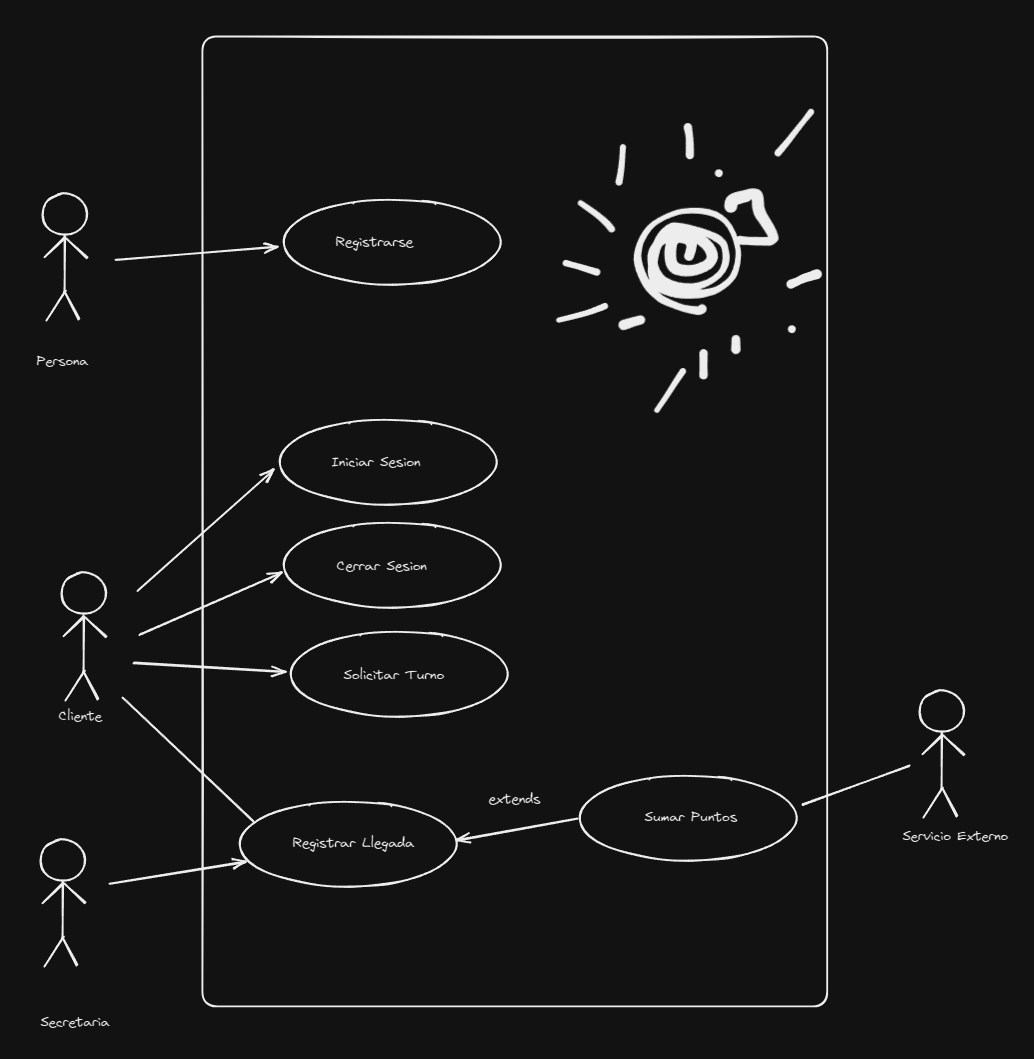 Registrarse
Persona
Iniciar Sesion
Cerrar Sesion
Solicitar Turno
Cliente
extends
Sumar Puntos
Servicio Externo
Registrar Llegada
Secretaria